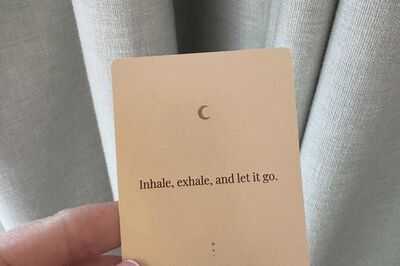 Inhale, exhale, and let it go.